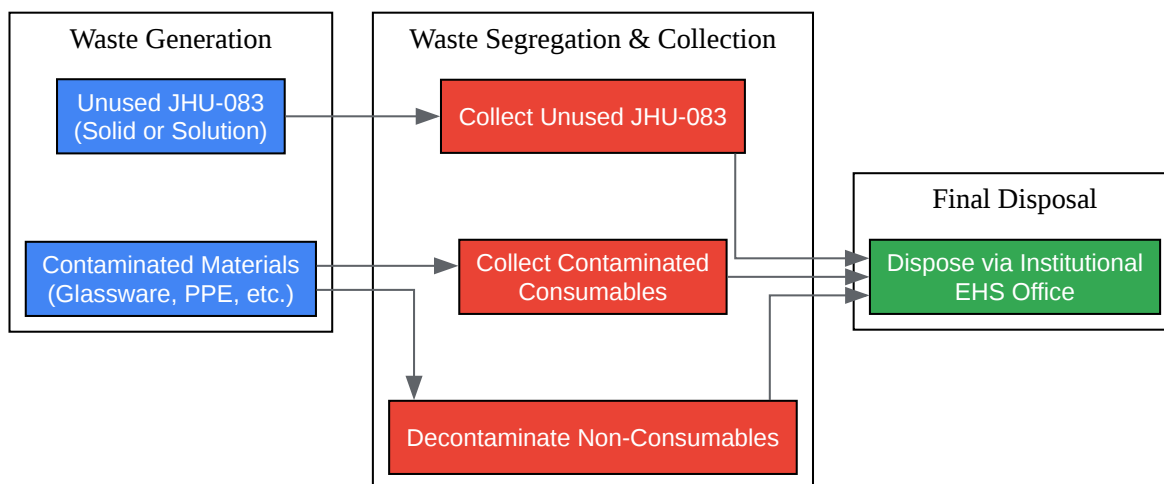 Waste Generation
Unused JHU-083
(Solid or Solution)
Contaminated Materials
(Glassware, PPE, etc.)
Waste Segregation & Collection
Collect Unused JHU-083
Collect Contaminated
Consumables
Decontaminate Non-Consumables
Final Disposal
Dispose via Institutional
EHS Office